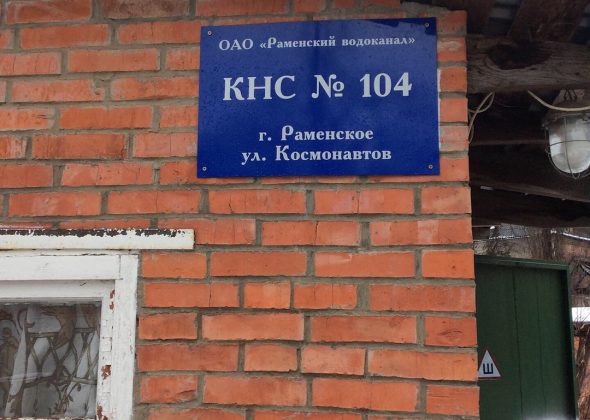 ОАО «Раменский водоканал»
КНС № 104
г. Раменское
ул. Космонавтов
Ш